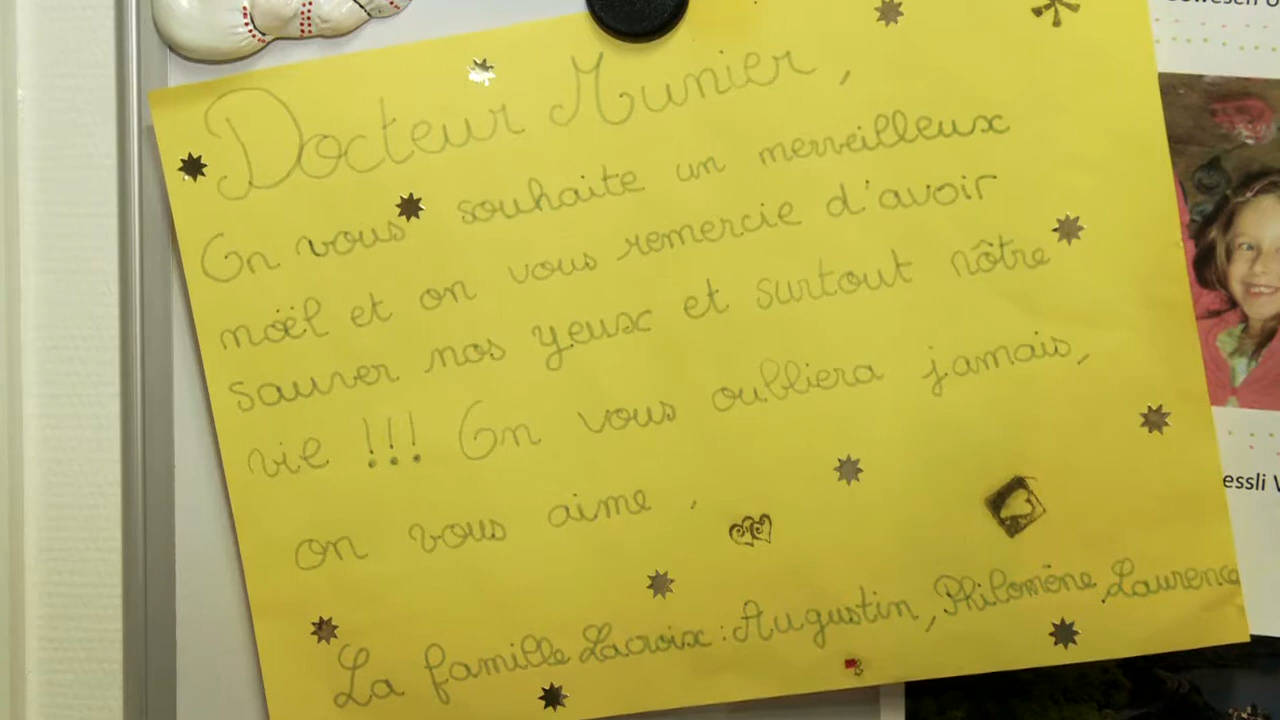 Docteur Munier,
On vous souhaite un merveilleux
noël et on vous remercie d'avoir
sauver nos yeux et surtout nôtre
vie !!! On vous oubliera jamais,
on vous aime .
La famille Lacroix : Augustin, Philomène, Laurence
essli